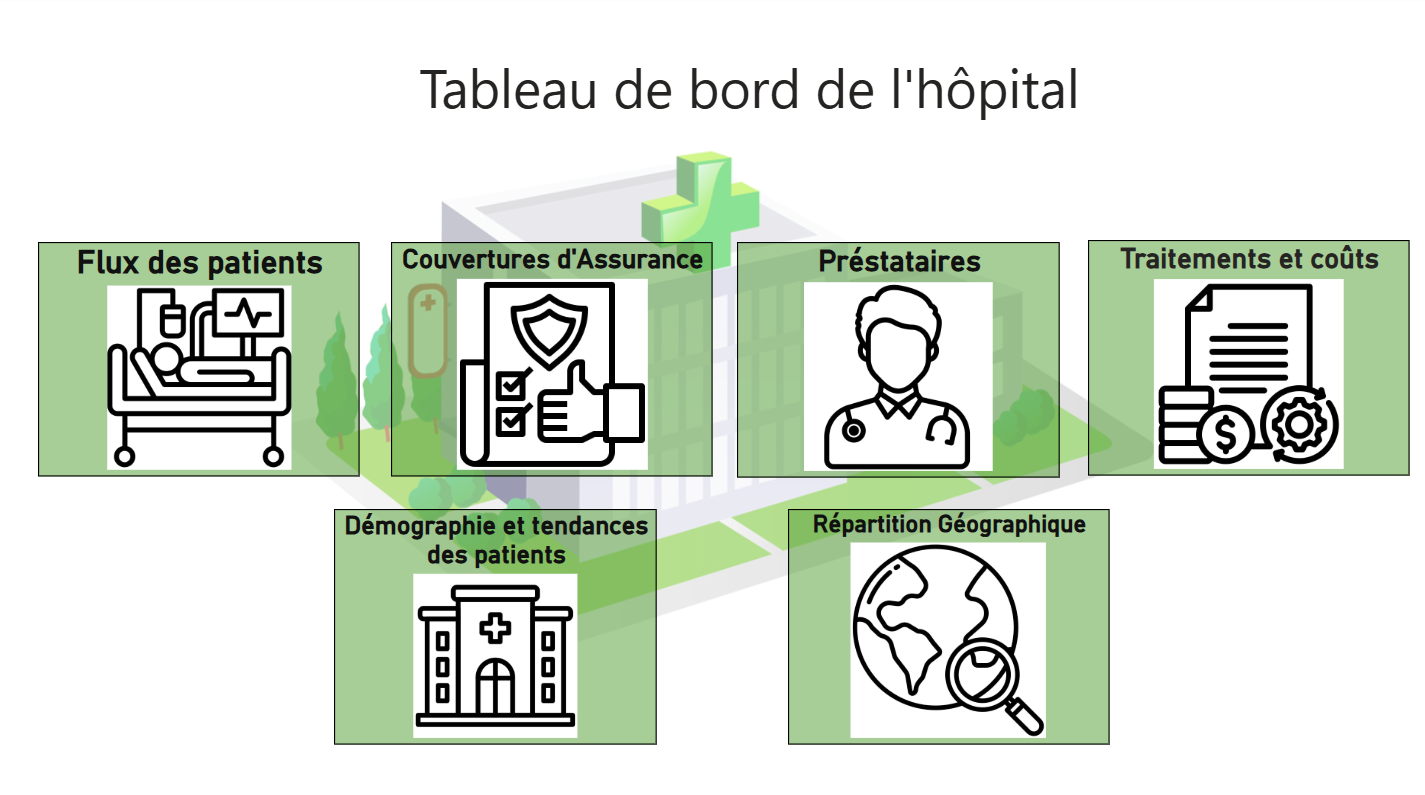 Tableau de bord de l'hôpital
Flux des patients
Couvertures d'Assurance
Préstataires
Traitements et coûts
$
Démographie et tendances
des patients
Répartition Géographique